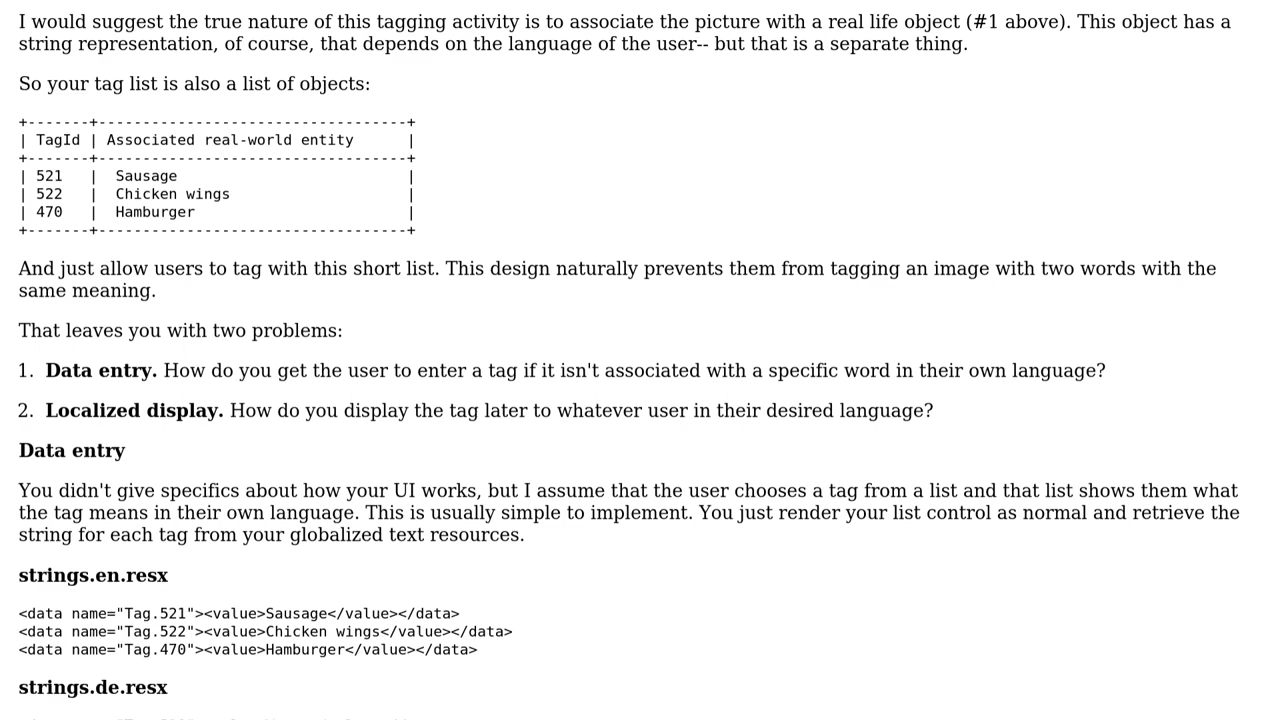 I would suggest the true nature of this tagging activity is to associate the picture with a real life object (#1 above). This object has a
string representation, of course, that depends on the language of the user-- but that is a separate thing.
So your tag list is also a list of objects:
+-------+-----------------------------------+
| TagId | Associated real-world entity      |
+-------+-----------------------------------+
| 521   |  Sausage                          |
| 522   |  Chicken wings                    |
| 470   |  Hamburger                        |
+-------+-----------------------------------+
And just allow users to tag with this short list. This design naturally prevents them from tagging an image with two words with the
same meaning.
That leaves you with two problems:
1. Data entry. How do you get the user to enter a tag if it isn't associated with a specific word in their own language?
2. Localized display. How do you display the tag later to whatever user in their desired language?
Data entry
You didn't give specifics about how your UI works, but I assume that the user chooses a tag from a list and that list shows them what
the tag means in their own language. This is usually simple to implement. You just render your list control as normal and retrieve the
string for each tag from your globalized text resources.
strings.en.resx
<data name="Tag.521"><value>Sausage</value></data>
<data name="Tag.522"><value>Chicken wings</value></data>
<data name="Tag.470"><value>Hamburger</value></data>
strings.de.resx